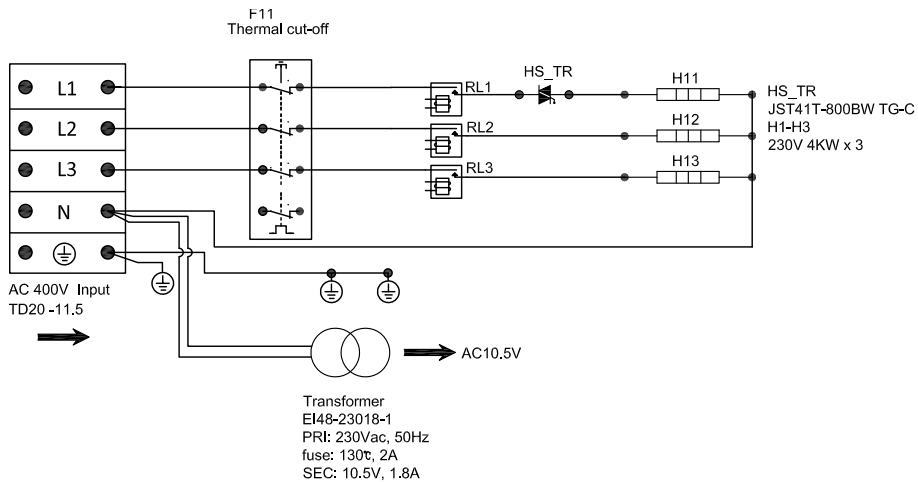 F11
Thermal cut-off
L1
L2
L3
N
AC 400V Input
TD20 -11.5
RL1
RL2
RL3
HS_TR
H11
H12
H13
HS_TR
JST41T-800BW TG-C
H1-H3
230V 4KW x 3
AC10.5V
Transformer
EI48-23018-1
PRI: 230Vac, 50Hz
fuse: 130℃, 2A
SEC: 10.5V, 1.8A